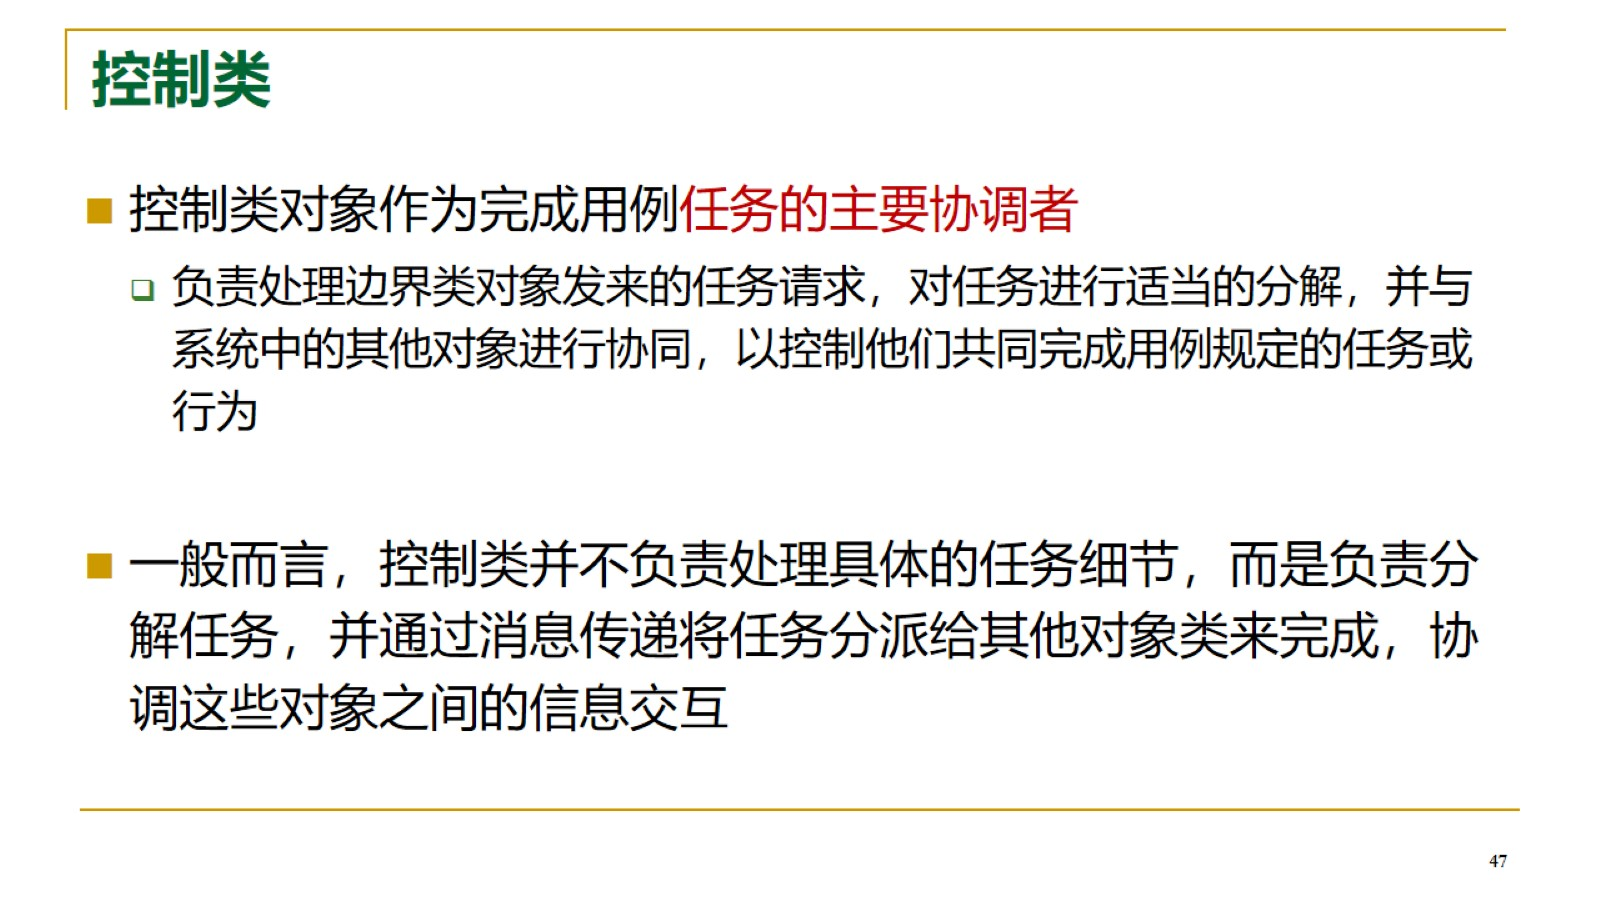 控制类
控制类对象作为完成用例任务的主要协调者
负责处理边界类对象发来的任务请求，对任务进行适当的分解，并与
系统中的其他对象进行协同，以控制他们共同完成用例规定的任务或
行为
一般而言，控制类并不负责处理具体的任务细节，而是负责分
解任务，并通过消息传递将任务分派给其他对象类来完成，协
调这些对象之间的信息交互
47